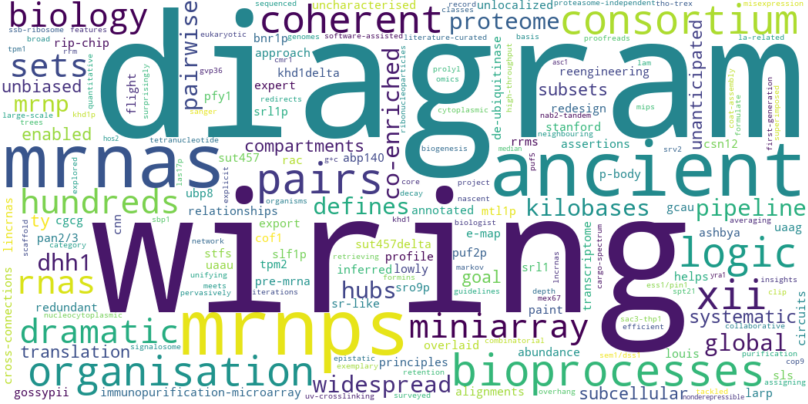 biology
diagram
coherent
consortium
ancient
wiring
mrnas
mrnps
organisation
bioprocesses
pairs
hundreds
logic
dramatic
xii
pipeline
kilobases
defines
miniarray
widespread
global
systematic
subcellular
translation
hubs
rnas
sets
mrnp
unbiased
enabled
pairwise
proteome
co-enriched
subsets
unanticipated
redesign
reengineering
stanford
assertions
p-body
csn12
compartments
relationships
annotated
mtl1p
e-map
puf2p
profile
inferred
lowly
goal
srl1
helps
ashbya
uaag
gcau
transcriptome
circuits
louis
larp
assigning
sls
abundance
principles
alignments
overlaid
sro9p
sr-like
pre-mrna
slf1p
tpm2
cof1
export
stfs
uaau
pan2/3
dhh1
ty
cgcg
cnn
ubp8
rac
abp140
sut457
sut457delta
lincrnas
cross-connections
redundant
gossypii
immunopurification-microarray
uv-crosslinking
surveyed
epistatic
exemplary
retention
combinatorial
signalosome
nucleocytoplasmic
unifying
meets
pervasively
iterations
network
category
scaffold
sbp1
g+c
retrieving
formins
markov
guidelines
depth
lncrnas
biologist
averaging
cargo-spectrum
paint
ess1/pin1
spt21
yra1
insights
clip
mex67
sac3-thp1
efficient
collaborative
purification
cop9
overhang
nonderepressible
khd1
khd1delta
khd1p
core
project
decay
nascent
organisms
explored
trees
large-scale
las17p
tetranucleotide
hos2
tpm1
broad
rrm
eukaryotic
genomes
sequenced
classes
ssb-ribosome
features
rip-chip
quantitative
surprisingly
flight
approach
bnr1p
pfy1
gvp36
redirects
sanger
cmr1
expert
srl1p
software-assisted
literature-curated
ribonucleoparticles
cytoplasmic
biogenesis
median
puf5
srv2
prolyl
omics
de-ubiquitinase
high-throughput
basis
la-related
rrms
asc1
lam
mips
nab2-tandem
neighbouring
uncharacterised
record
unlocalized
proteasome-independent
tho-trex
misexpression
proofreads
coat-assembly
formulate
superimposed
first-generation